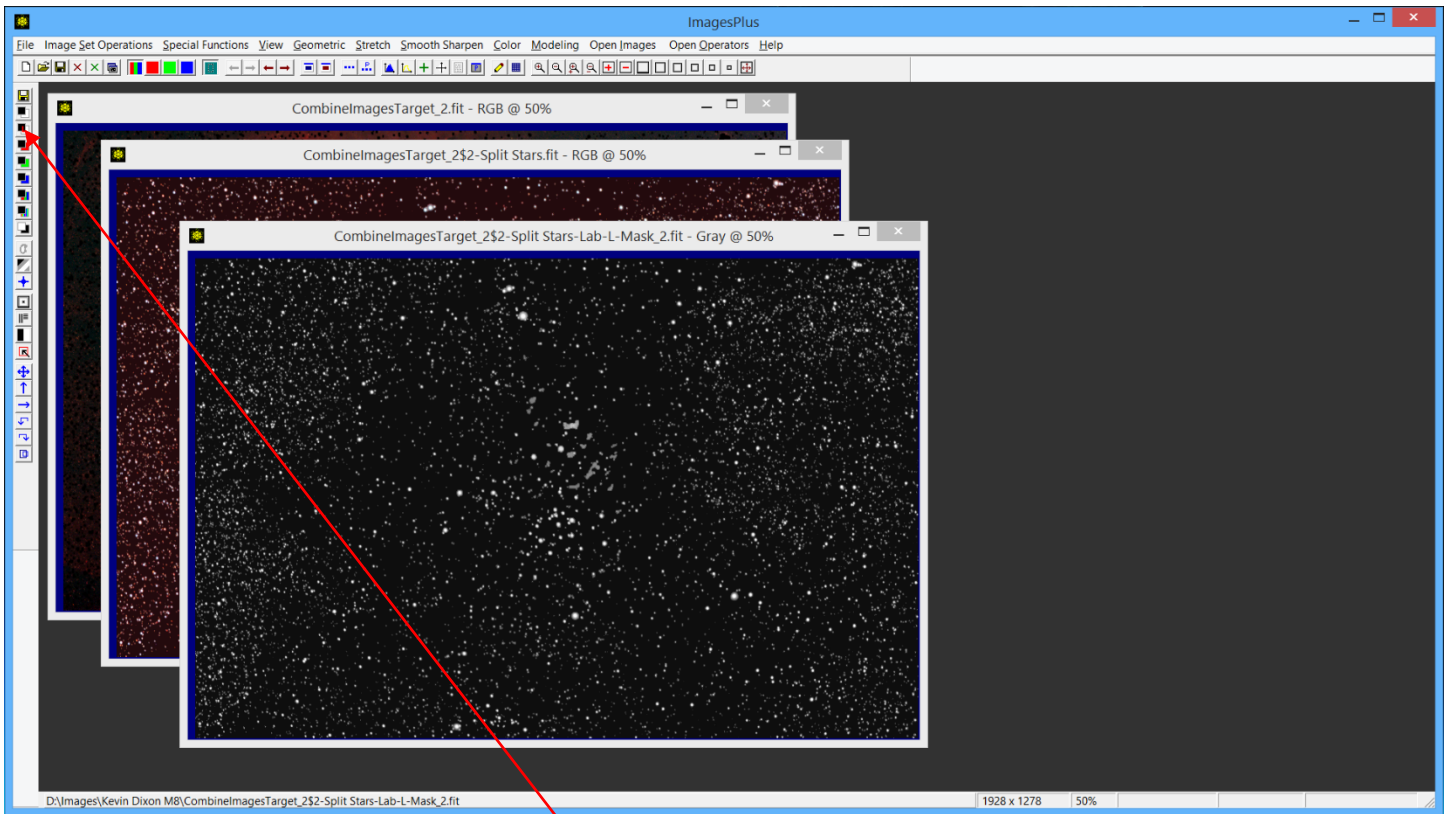 ImagesPlus
File Image Set Operations Special Functions View Geometric Stretch Smooth Sharpen Color Modeling Open Images Open Operators Help
CombineImagesTarget_2.fit - RGB @ 50%
CombineImagesTarget_2$2-Split Stars.fit - RGB @ 50%
CombineImagesTarget_2$2-Split Stars-Lab-L-Mask_2.fit - Gray @ 50%
D:\Images\Kevin Dixon M8\CombineImagesTarget_2$2-Split Stars-Lab-L-Mask_2.fit 1928 x 1278 50%